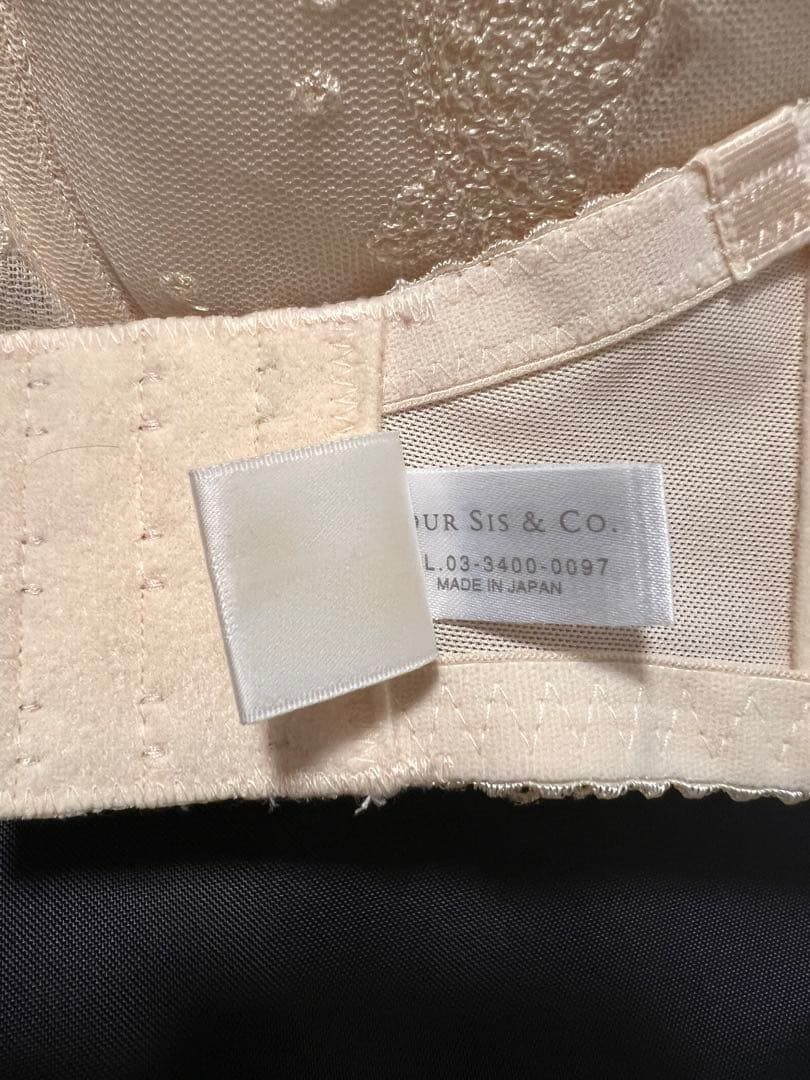 OUR SIS & CO.
L.03-3400-0097
MADE IN JAPAN